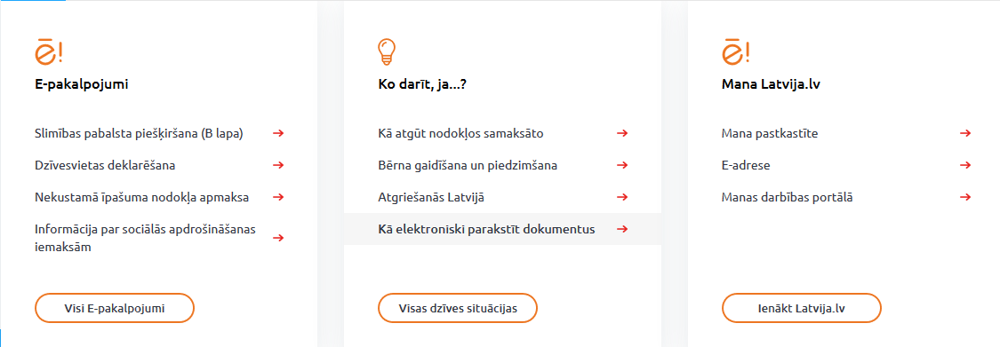 ē!
E-pakalpojumi
Slimības pabalsta piešķiršana (B lapa)
Dzīvesvietas deklarēšana
Nekustamā īpašuma nodokļa apmaksa
Informācija par sociālās apdrošināšanas
iemaksām
Visi E-pakalpojumi
Ko darīt, ja...?
Kā atgūt nodokļos samaksāto
Bērna gaidīšana un piedzimšana
Atgriešanās Latvijā
Kā elektroniski parakstīt dokumentus
Visas dzīves situācijas
ē!
Mana Latvija.lv
Mana pastkastīte
E-adrese
Manas darbības portālā
Ienākt Latvija.lv